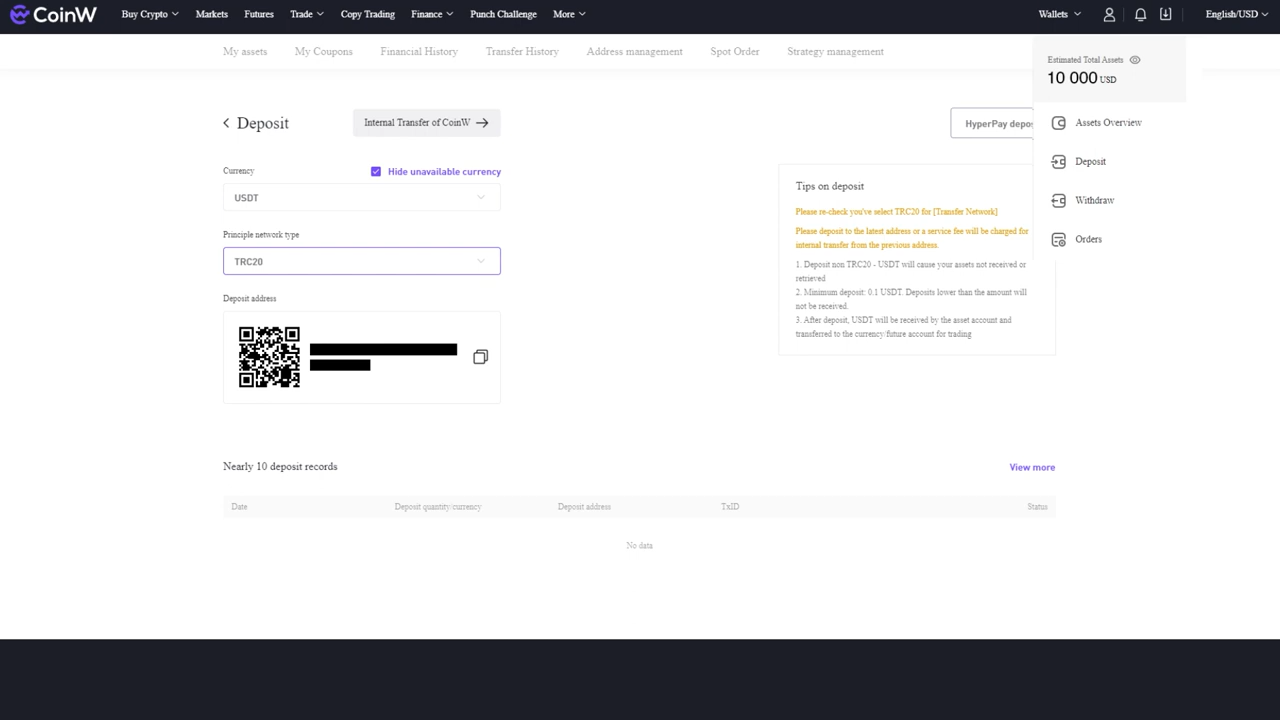 CoinW
Buy Crypto
Markets
Futures
Trade
Copy Trading
Finance
Punch Challenge
More
Wallets
English/USD
My assets
My Coupons
Financial History
Transfer History
Address management
Spot Order
Strategy management
Estimated Total Assets
10 000 USD
Assets Overview
Deposit
Withdraw
Orders
Deposit
Internal Transfer of CoinW
HyperPay depos
Currency
Hide unavailable currency
USDT
Principle network type
TRC20
Deposit address
Tips on deposit
Please re-check you've select TRC20 for [Transfer Network]
Please deposit to the latest address or a service fee will be charged for
internal transfer from the previous address.
1. Deposit non TRC20 - USDT will cause your assets not received or
retrieved
2. Minimum deposit: 0.1 USDT. Deposits lower than the amount will
not be received.
3. After deposit, USDT will be received by the asset account and
transferred to the currency/future account for trading
Nearly 10 deposit records
View more
Date
Deposit quantity/currency
Deposit address
TxID
Status
No data